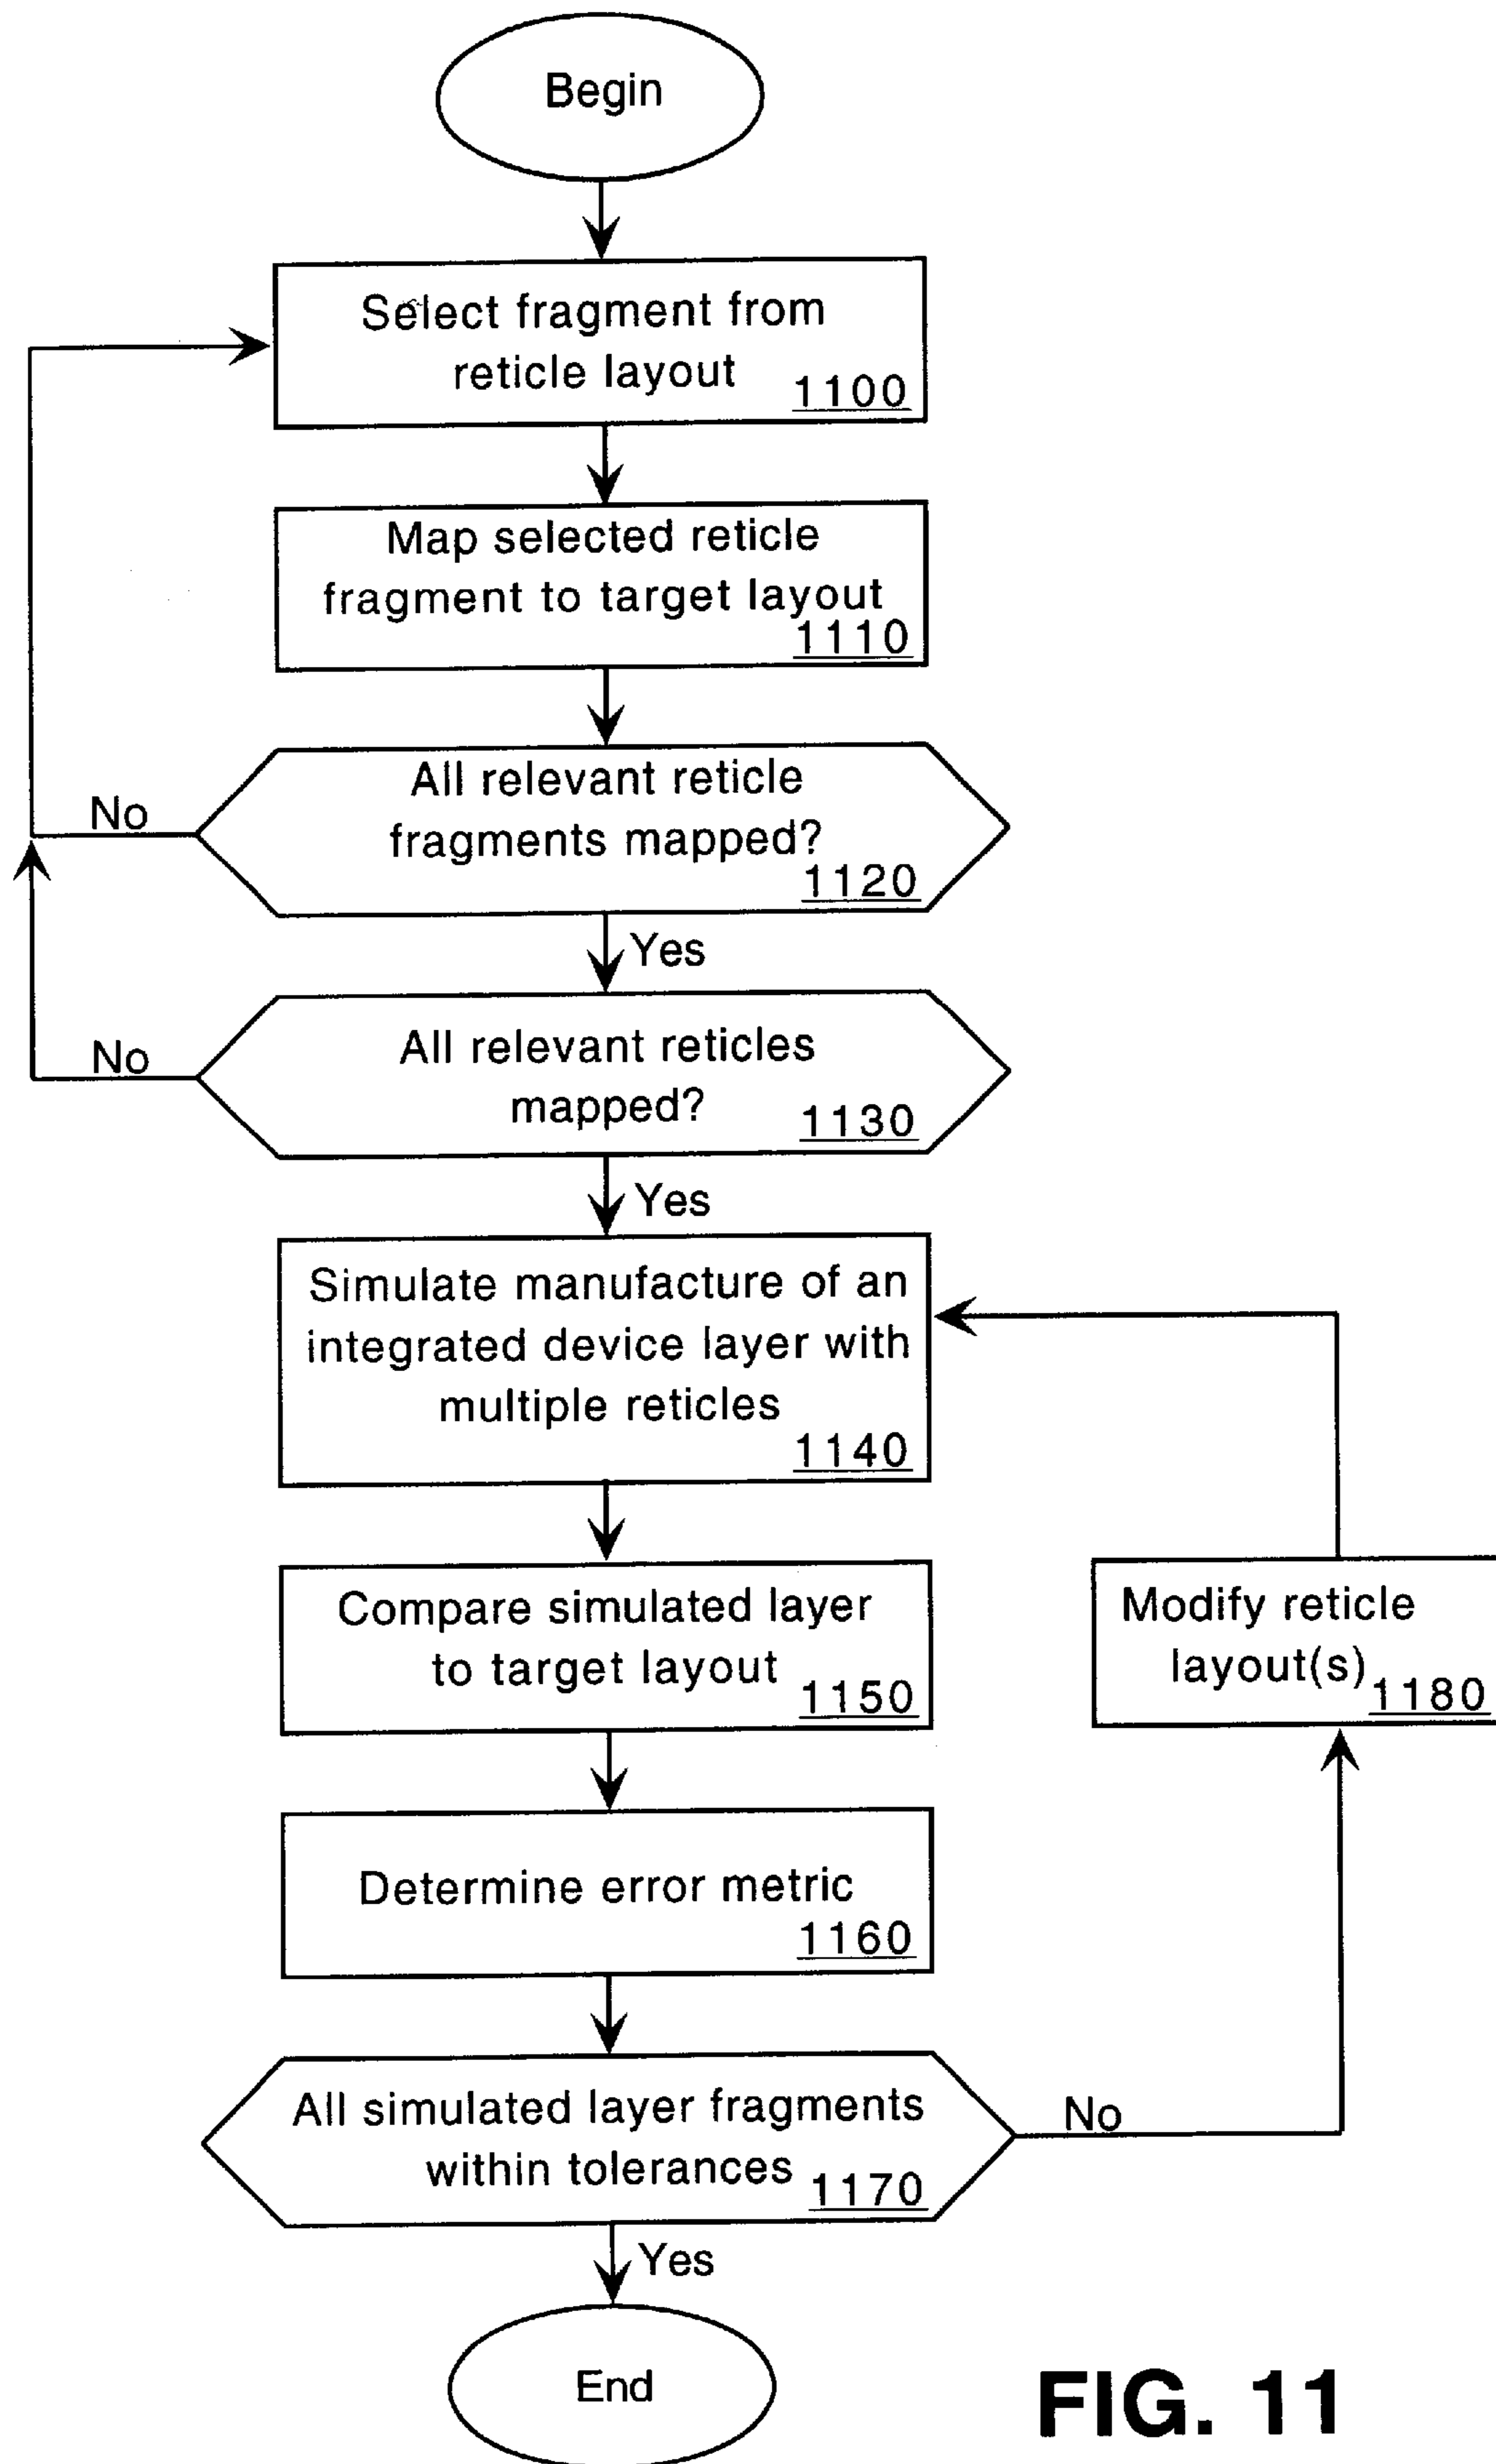 Begin
Select fragment from
reticle layout 1100
Map selected reticle
fragment to target layout
1110
All relevant reticle
fragments mapped?
1120
No
Yes
All relevant reticles
mapped? 1130
No
Yes
Simulate manufacture of an
integrated device layer with
multiple reticles
1140
Compare simulated layer
to target layout 1150
Modify reticle
layout(s) 1180
Determine error metric
1160
All simulated layer fragments
within tolerances 1170
No
Yes
End
FIG. 11